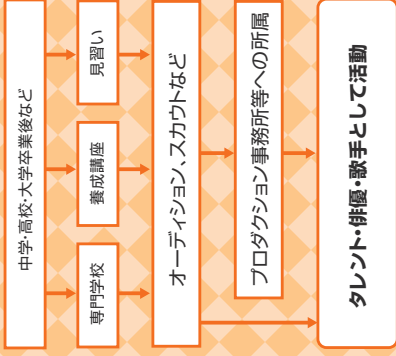 中学・高校・大学卒業後など
専門学校
養成講座
見習い
オーディション、スカウトなど
プロダクション事務所等への所属
タレント・俳優・歌手として活動